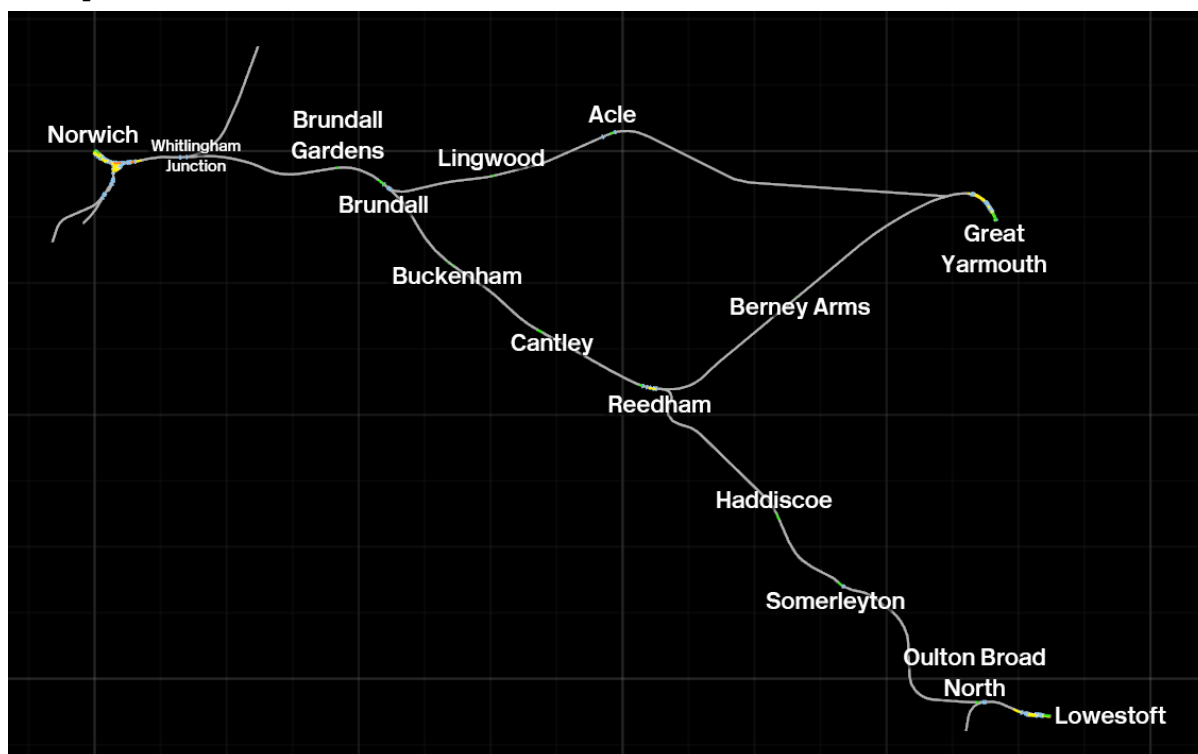 Norwich
Whitlingham
Junction
Brundall
Gardens
Brundall
Lingwood
Acle
Great
Yarmouth
Buckenham
Cantley
Berney Arms
Reedham
Haddiscoe
Somerleyton
Oulton Broad
North
Lowestoft